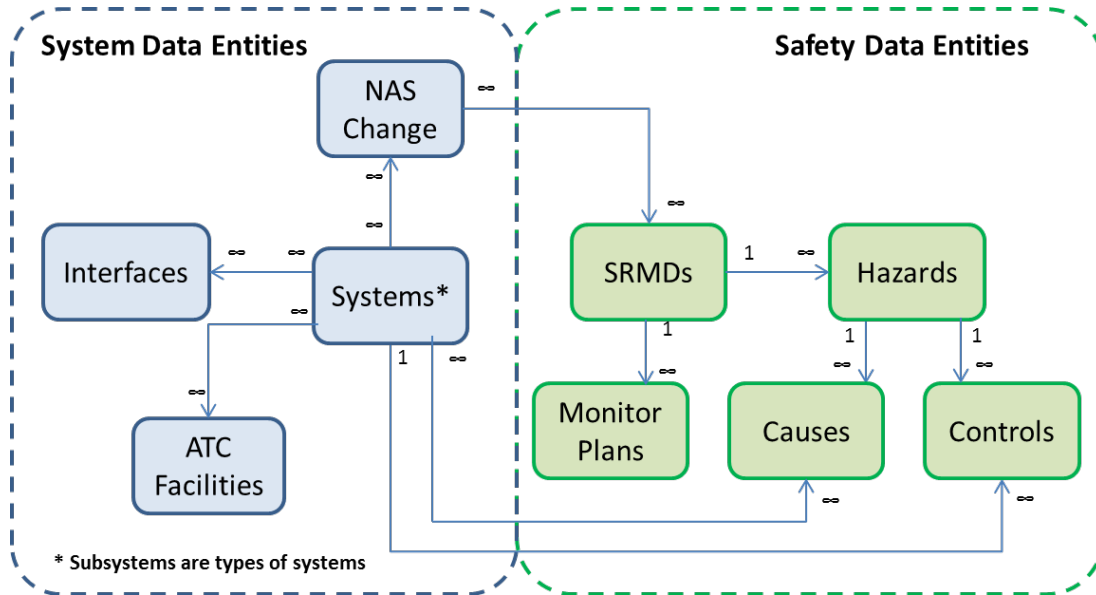 System Data Entities
Safety Data Entities
NAS
Change
∞
∞
∞
∞
Interfaces
∞
∞
Systems*
SRMDs
1
∞
Hazards
∞
∞
1
∞
1
∞
1
∞
1
∞
ATC
Facilities
Monitor
Plans
Causes
Controls
∞
∞
* Subsystems are types of systems